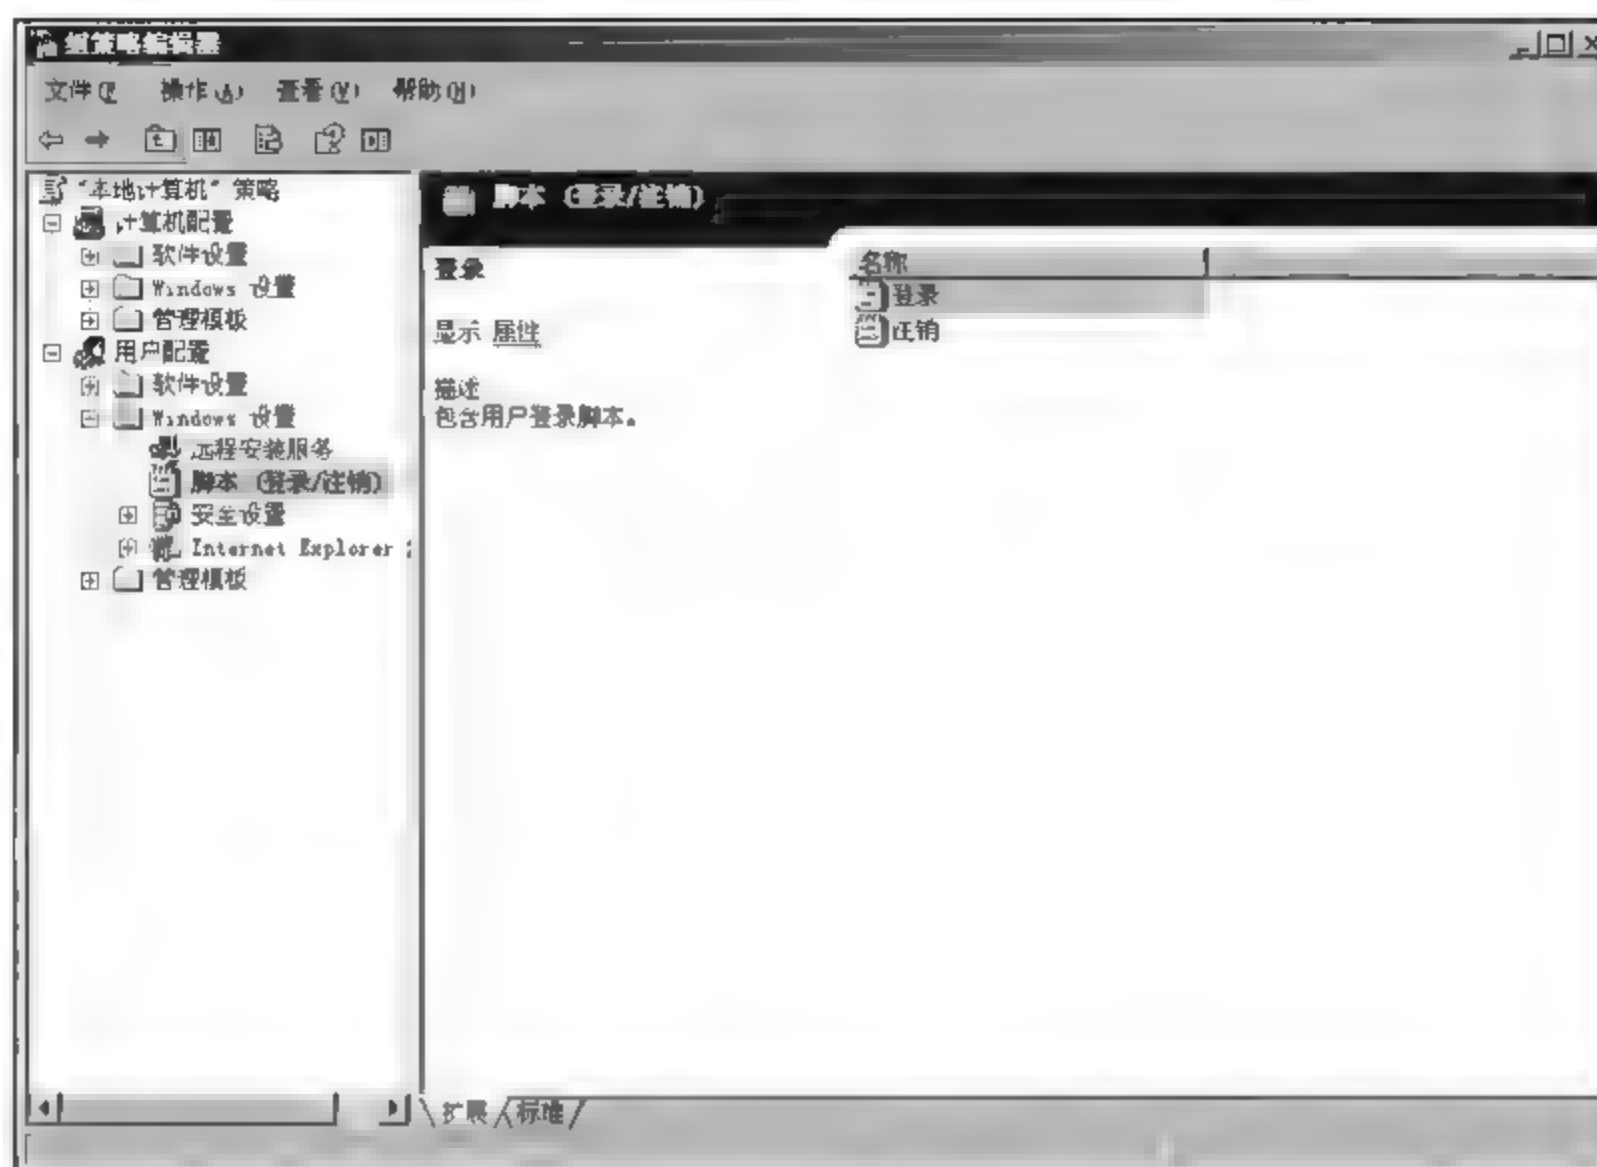 组策略编辑器
文件(F) 操作(A) 查看(V) 帮助(H)
"本地计算机" 策略
计算机配置
软件设置
Windows 设置
管理模板
用户配置
软件设置
Windows 设置
远程安装服务
脚本 (登录/注销)
安全设置
Internet Explorer
管理模板
脚本 (登录/注销)
登录
显示 属性
描述
包含用户登录脚本。
名称
登录
注销
扩展 标准